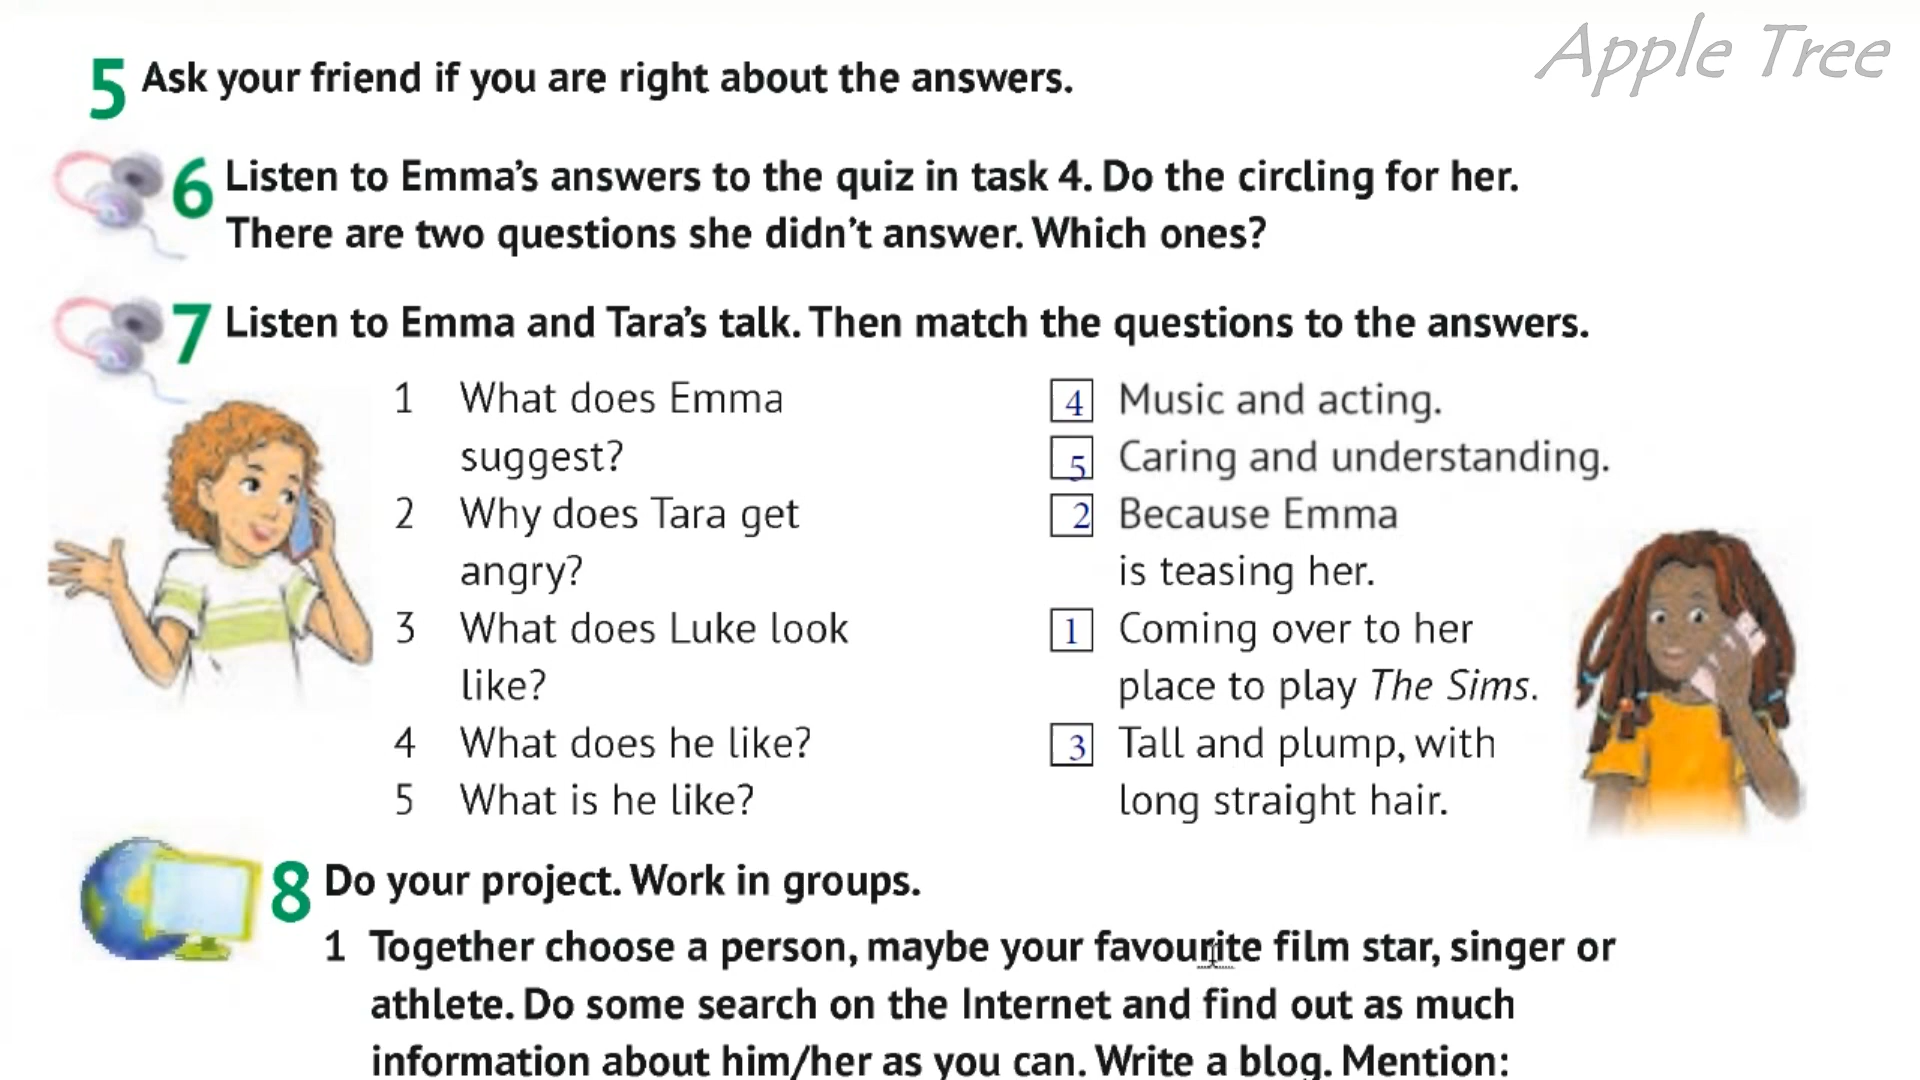 Apple Tree
5 Ask your friend if you are right about the answers.
6 Listen to Emma's answers to the quiz in task 4. Do the circling for her.
There are two questions she didn't answer. Which ones?
7 Listen to Emma and Tara's talk. Then match the questions to the answers.
1 What does Emma
suggest?
2 Why does Tara get
angry?
3 What does Luke look
like?
4 What does he like?
5 What is he like?
4 Music and acting.
5 Caring and understanding.
2 Because Emma
is teasing her.
1 Coming over to her
place to play The Sims.
3 Tall and plump, with
long straight hair.
8 Do your project. Work in groups.
1 Together choose a person, maybe your favourite film star, singer or
athlete. Do some search on the Internet and find out as much
information about him/her as you can. Write a blog. Mention: